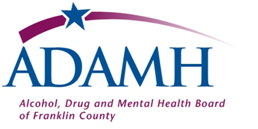 ADAMH
Alcohol, Drug and Mental Health Board
of Franklin County